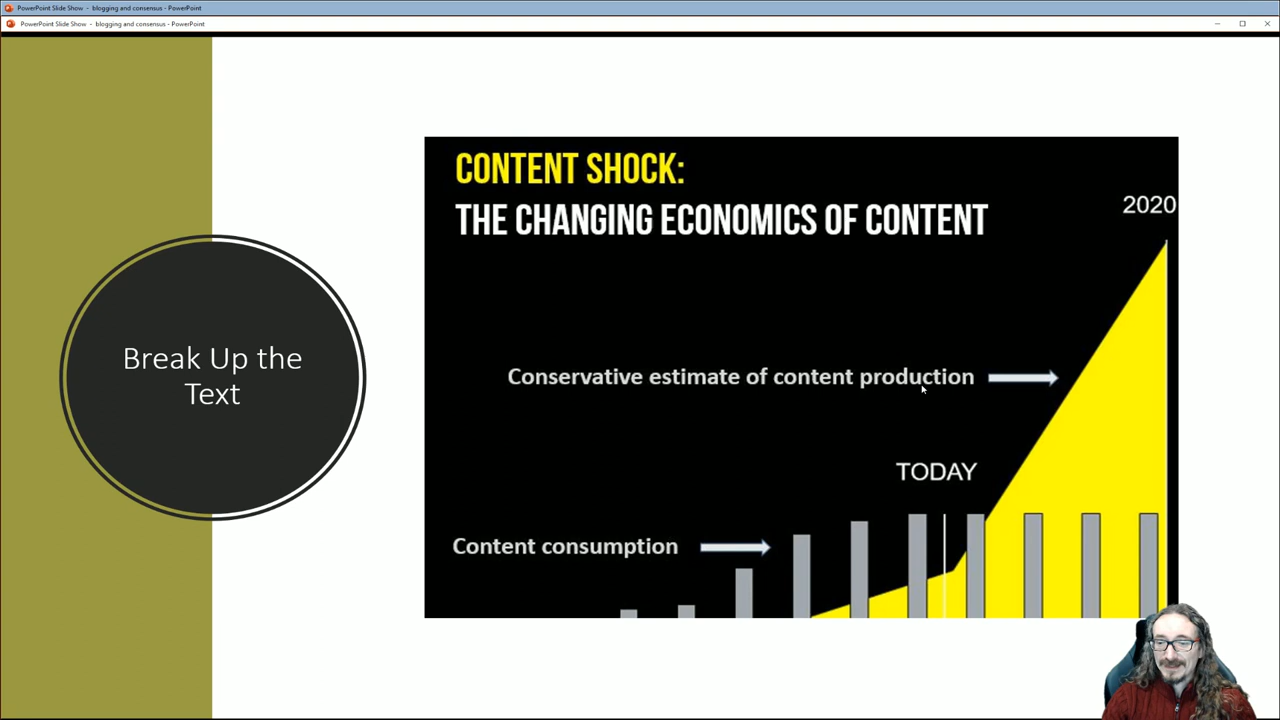 PowerPoint Slide Show - blogging and consensus - PowerPoint
PowerPoint Slide Show - blogging and consensus - PowerPoint
Break Up the
Text
CONTENT SHOCK:
THE CHANGING ECONOMICS OF CONTENT
2020
Conservative estimate of content production
TODAY
Content consumption